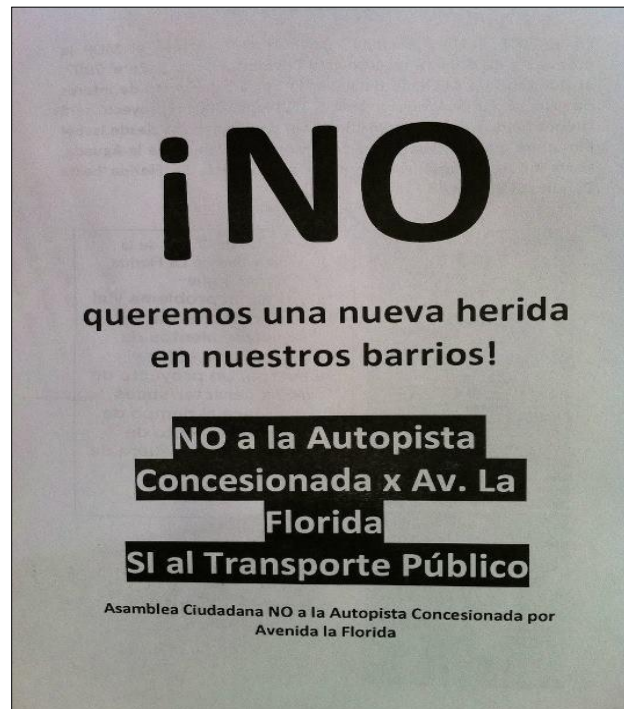 ¡NO
queremos una nueva herida
en nuestros barrios!
NO a la Autopista
Concesionada x Av. La
Florida
SI al Transporte Público
Asamblea Ciudadana NO a la Autopista Concesionada por
Avenida la Florida